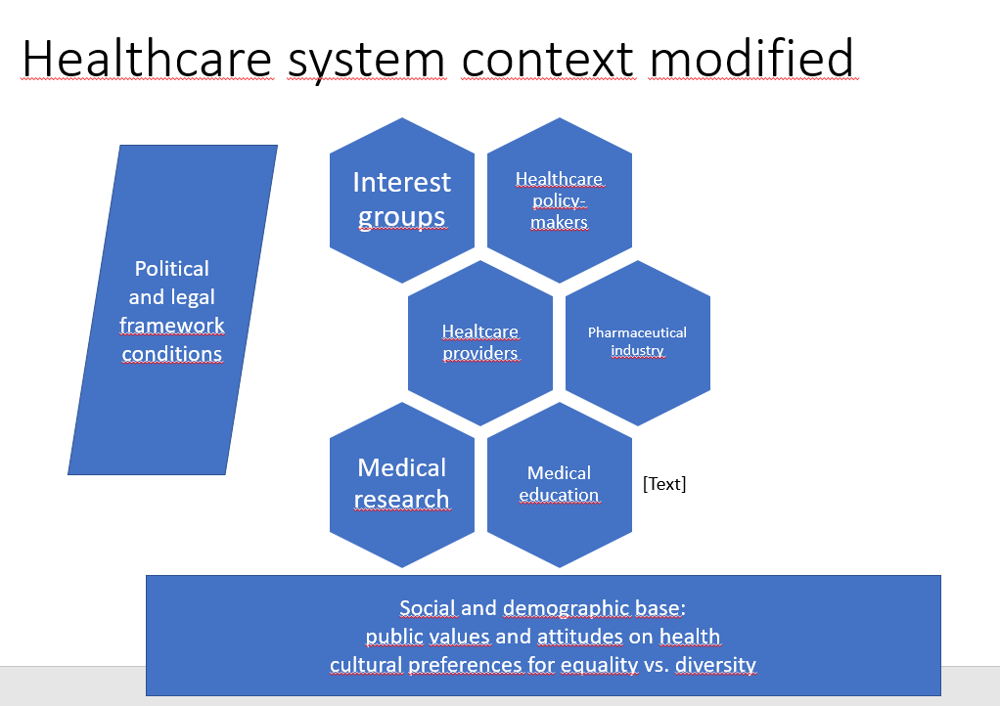 Healthcare system context modified
Interest
groups
Healthcare
policy-
makers
Political
and legal
framework
conditions
Healtcare
providers
Pharmaceutical
industry
Medical
research
Medical
education
[Text]
Social and demographic base:
public values and attitudes on health
cultural preferences for equality vs. diversity